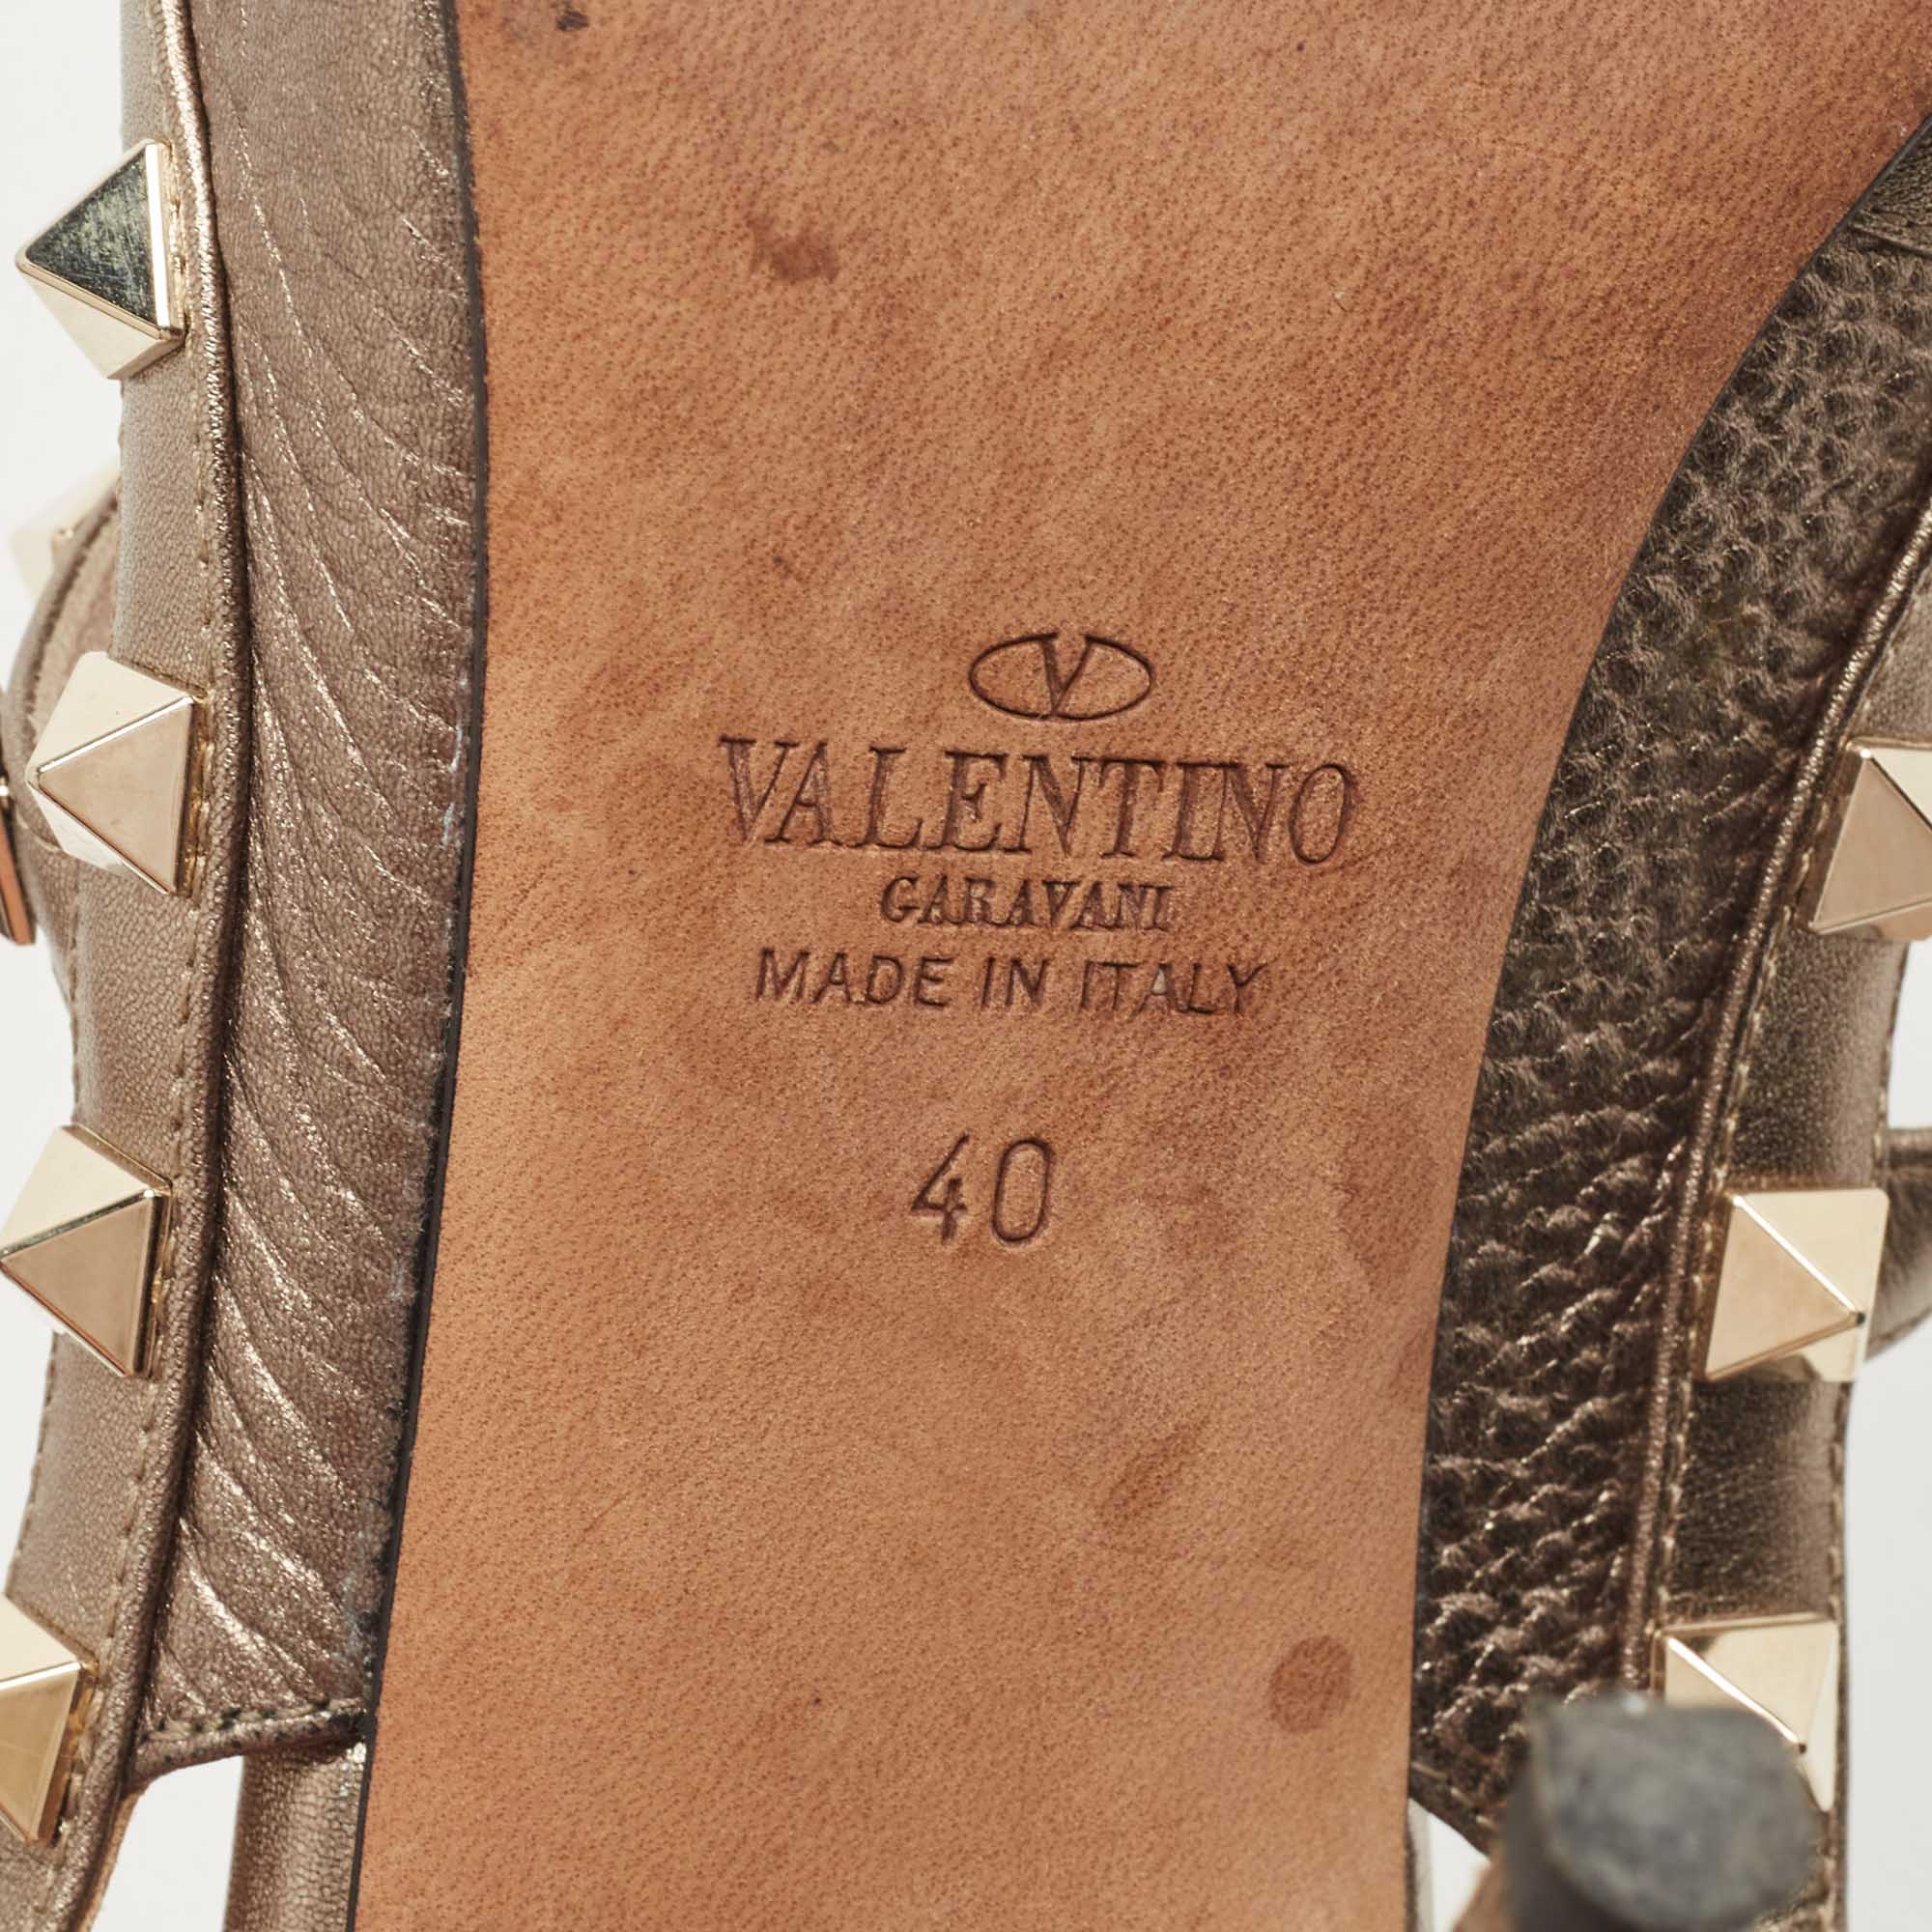 V
VALENTINO
GARAVANI
MADE IN ITALY
40